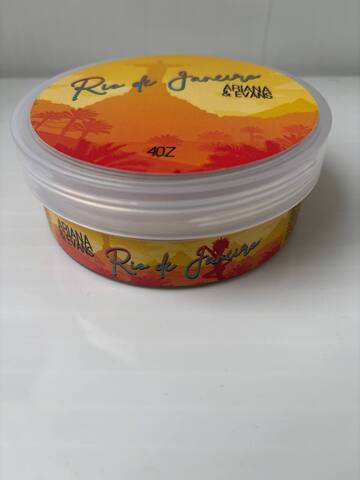 Rio de Janeiro
ARIANA
& EVANS
4OZ
ARIANA
& EVANS
Rio de Janeiro